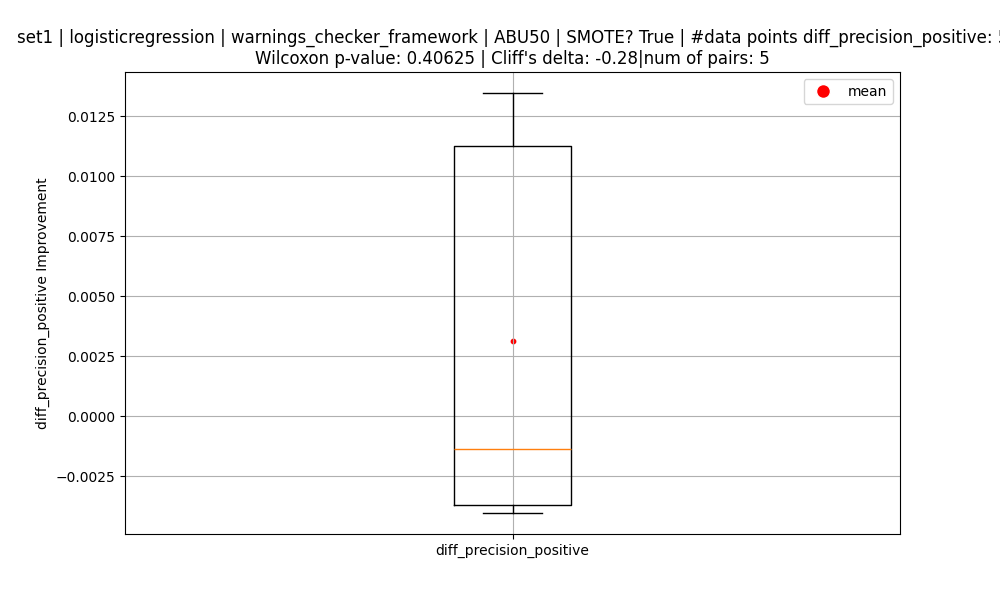 set1 | logisticregression | warnings_checker_framework | ABU50 | SMOTE? True | #data points diff_precision_positive:
Wilcoxon p-value: 0.40625 | Cliff's delta: -0.28|num of pairs: 5
mean
0.0125
0.0100
0.0075
0.0050
0.0025
0.0000
−0.0025
diff_precision_positive Improvement
diff_precision_positive